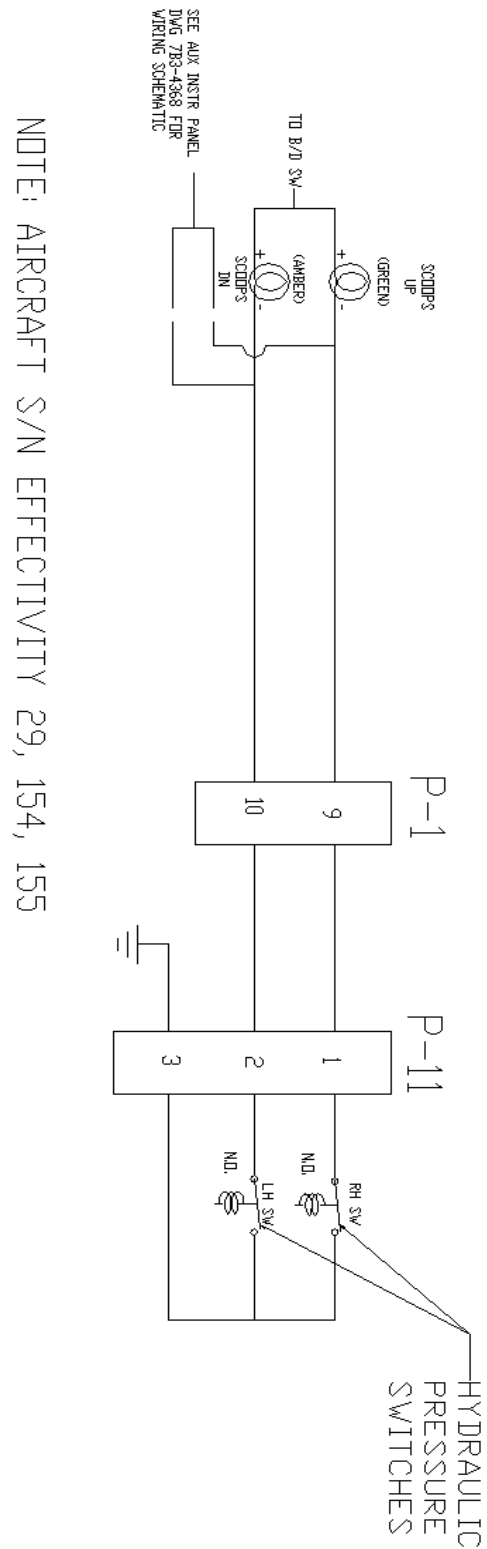 SCOOPS
UP
(GREEN)
+
-
TO B/D SW
(AMBER)
+
-
SCOOPS
DN
SEE AUX INSTR PANEL
DWG 7B3-4368 FOR
WIRING SCHEMATIC
P-1
9
10
P-11
1
2
3
RH SW
N.O.
LH SW
N.O.
HYDRAULIC
PRESSURE
SWITCHES
NOTE: AIRCRAFT S/N EFFECTIVITY 29, 154, 155